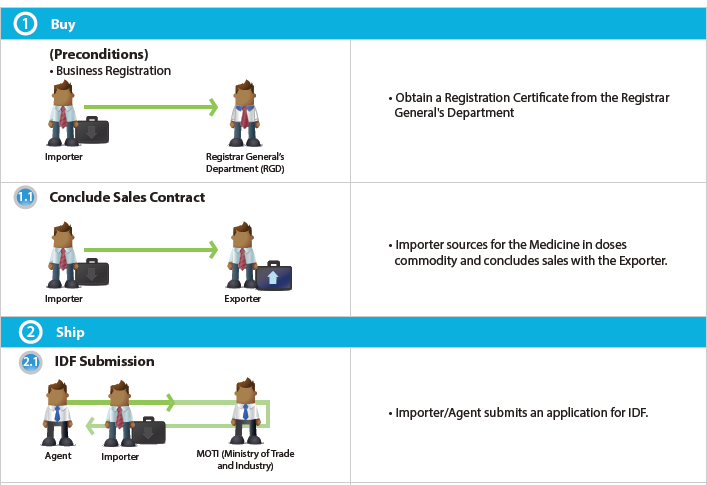 1 Buy
(Preconditions)
• Business Registration
Importer
Registrar General's
Department (RGD)
• Obtain a Registration Certificate from the Registrar
General's Department
1.1 Conclude Sales Contract
Importer
Exporter
• Importer sources for the Medicine in doses
commodity and concludes sales with the Exporter.
2 Ship
2.1 IDF Submission
Agent
Importer
MOTI (Ministry of Trade
and Industry)
• Importer/Agent submits an application for IDF.